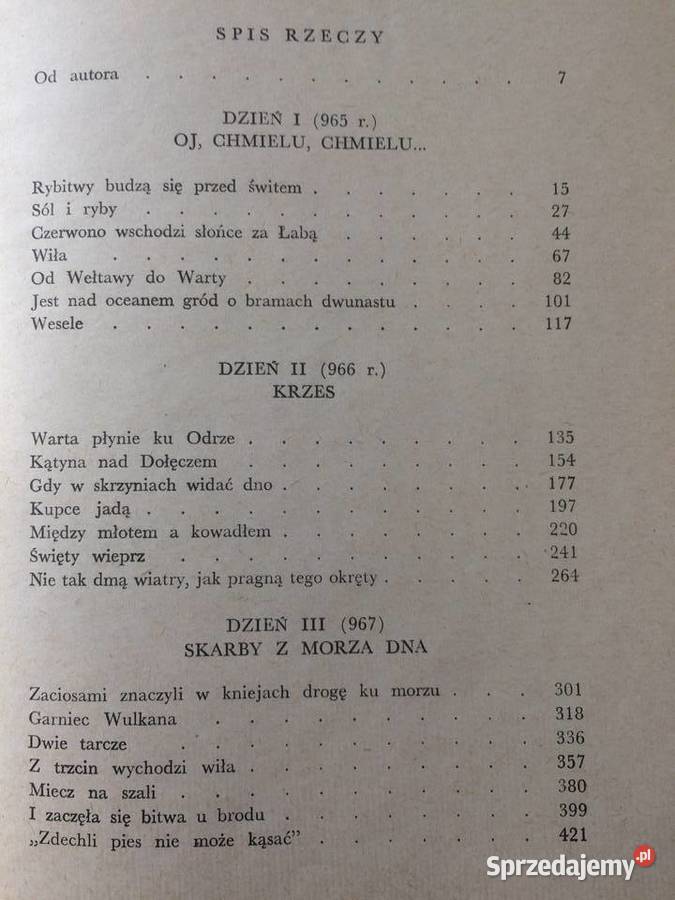 SPIS RZECZY
Od autora . . . . . . . . . . . . 7
DZIEŃ I (965 r.)
OJ, CHMIELU, CHMIELU...
Rybitwy budzą się przed świtem . . . . . . . 15
Sól i ryby . . . . . . . . . . . . 27
Czerwono wschodzi słońce za Łabą . . . . . . 44
Wiła . . . . . . . . . . . . . 67
Od Wełtawy do Warty . . . . . . . . . 82
Jest nad oceanem gród o bramach dwunastu . . . . 101
Wesele . . . . . . . . . . . . . 117
DZIEŃ II (966 r.)
KRZES
Warta płynie ku Odrze . . . . . . . . . 135
Kątyna nad Dołęczem . . . . . . . . . 154
Gdy w skrzyniach widać dno . . . . . . . . 177
Kupce jadą . . . . . . . . . . . . 197
Między młotem a kowadłem . . . . . . . . 220
Święty wieprz . . . . . . . . . . . 241
Nie tak dmą wiatry, jak pragną tego okręty . . . . . 264
DZIEŃ III (967)
SKARBY Z MORZA DNA
Zaciosami znaczyli w kniejach drogę ku morzu . . . 301
Garniec Wulkana . . . . . . . . . . 318
Dwie tarcze . . . . . . . . . . . 336
Z trzcin wychodzi wiła . . . . . . . . . 357
Miecz na szali . . . . . . . . . . . 380
I zaczęła się bitwa u brodu . . . . . . . . 399
„Zdechli pies nie może kąsać” . . . . . . . 421
Sprzedajemy.pl